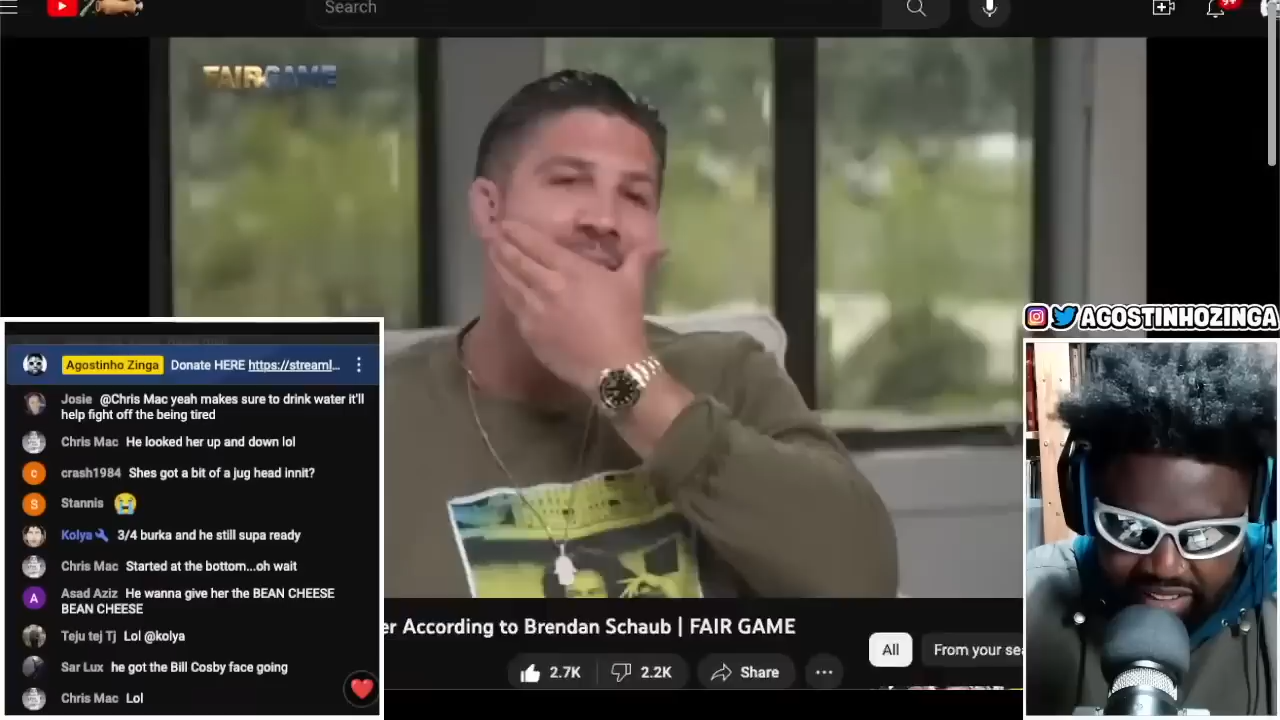 Search
9+
FAIR GAME
AGOSTINHOZINGA
Agostinho Zinga Donate HERE https://streaml...
Josie @Chris Mac yeah makes sure to drink water it'll
help fight off the being tired
Chris Mac He looked her up and down lol
c crash1984 Shes got a bit of a jug head innit?
S Stannis
Kolya 3/4 burka and he still supa ready
Chris Mac Started at the bottom...oh wait
A Asad Aziz He wanna give her the BEAN CHEESE
BEAN CHEESE
Teju tej Tj Lol @kolya
Sar Lux he got the Bill Cosby face going
Chris Mac Lol
er According to Brendan Schaub | FAIR GAME
2.7K 2.2K Share ...
All From your sea